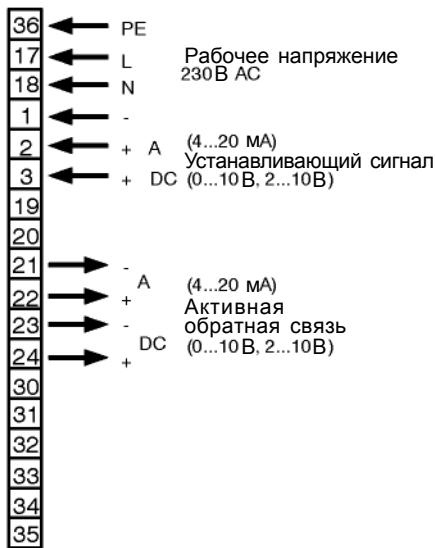 36 PE
17 L Рабочее напряжение
18 N 230В AC
1 -
2 + A (4...20 мА)
Устанавливающий сигнал
3 + DC (0...10В, 2...10В)
19
20
21 -
A (4...20 мА)
22 +
Активная
23 -
обратная связь
DC (0...10В, 2...10В)
24 +
30
31
32
33
34
35